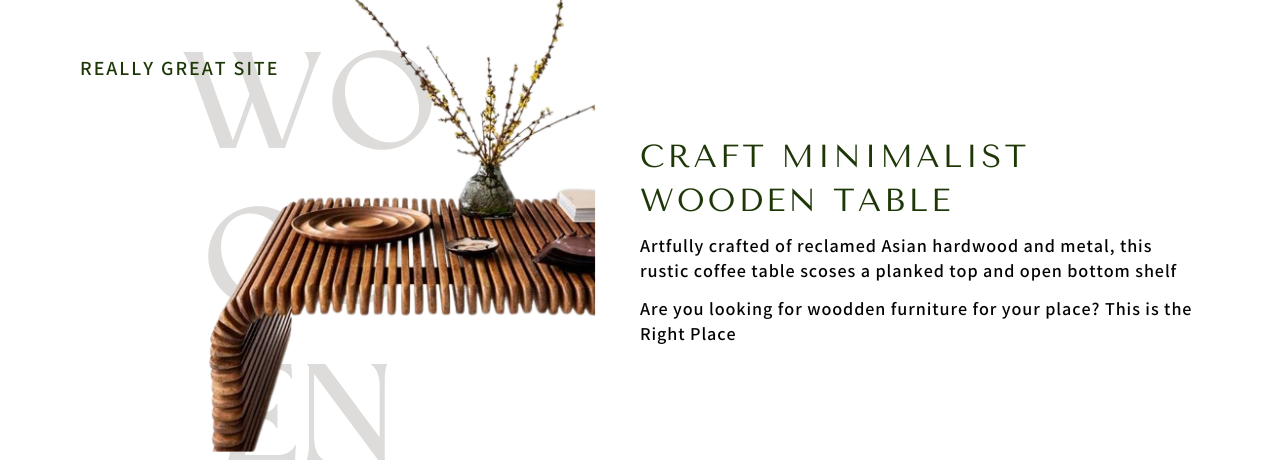 REALLY GREAT SITE
WO
EN
CRAFT MINIMALIST
WOODEN TABLE
Artfully crafted of reclaimed Asian hardwood and metal, this
rustic coffee table scoses a planked top and open bottom shelf
Are you looking for woodden furniture for your place? This is the
Right Place